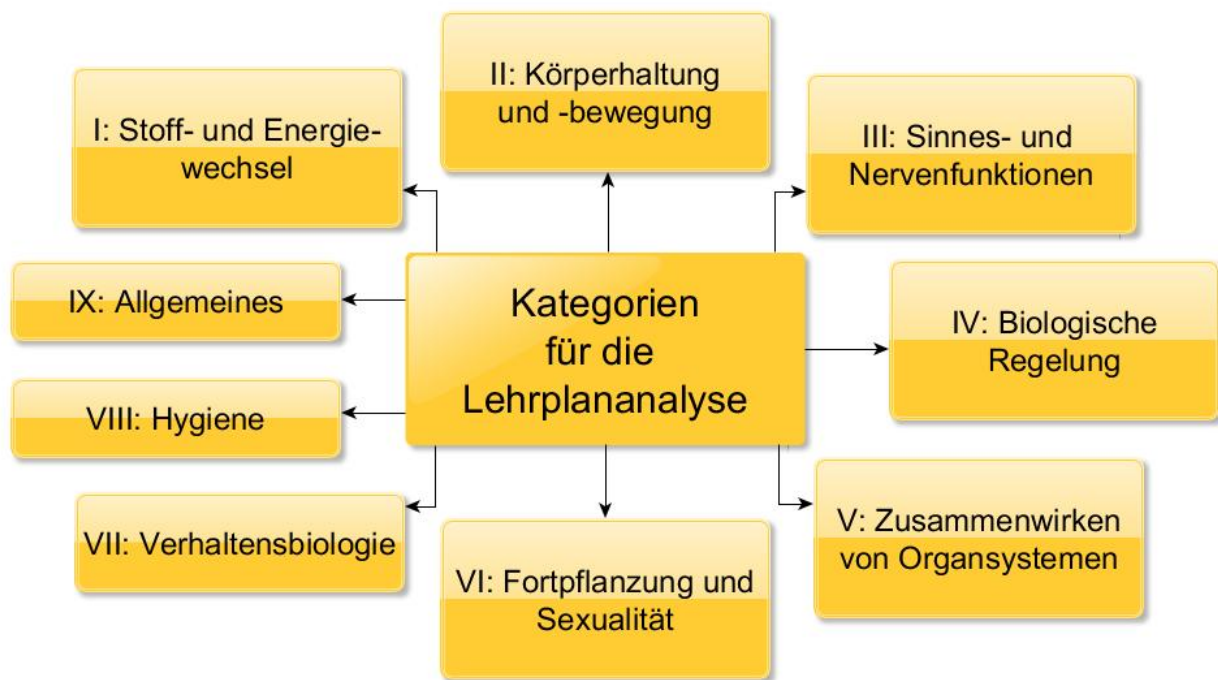 Kategorien
für die
Lehrplananalyse
I: Stoff- und Energie-
wechsel
II: Körperhaltung
und -bewegung
III: Sinnes- und
Nervenfunktionen
IV: Biologische
Regelung
V: Zusammenwirken
von Organsystemen
VI: Fortpflanzung und
Sexualität
VII: Verhaltensbiologie
VIII: Hygiene
IX: Allgemeines